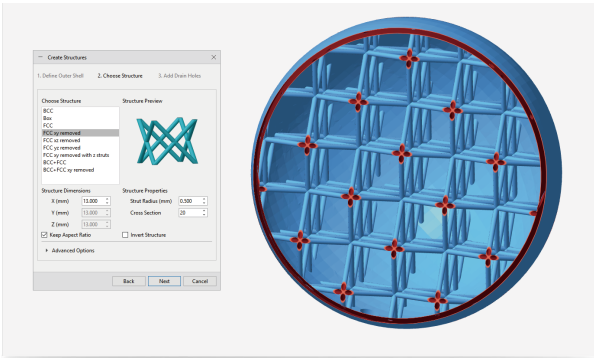 Create Structures
1. Define Outer Shell 2. Choose Structure 3. Add Drain Holes
Choose Structure Structure Preview
BCC
Box
FCC
FCC xy removed
FCC xz removed
FCC yz removed
FCC xy removed with z struts
BCC+FCC
BCC+FCC xy removed
Structure Dimensions Structure Properties
X (mm) 13.000 Strut Radius (mm) 0.500
Y (mm) 13.000 Cross Section 20
Z (mm) 13.000
Keep Aspect Ratio Invert Structure
Advanced Options
Back Next Cancel